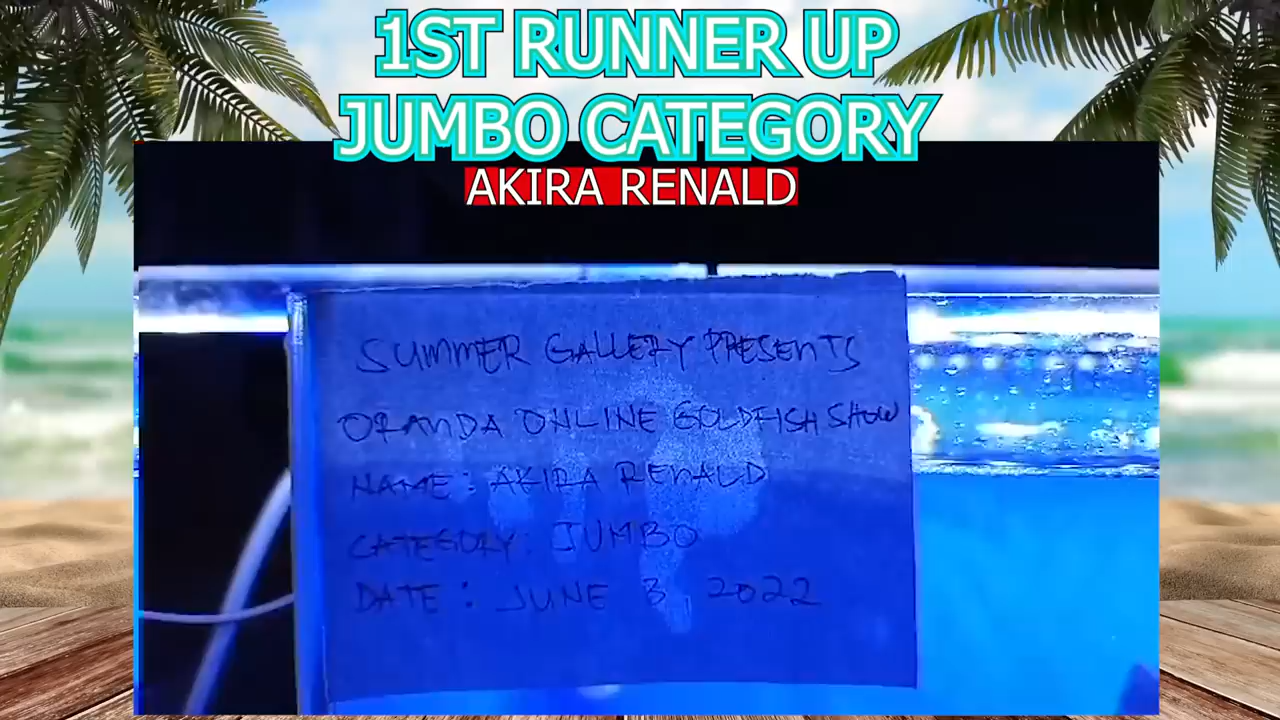 1ST RUNNER UP
JUMBO CATEGORY
AKIRA RENALD
SUMMER GALLERY PRESENTS
ORANDA ONLINE GOLDFISH SHOW
NAME: AKIRA RENALD
CATEGORY: JUMBO
DATE: JUNE 3, 2022